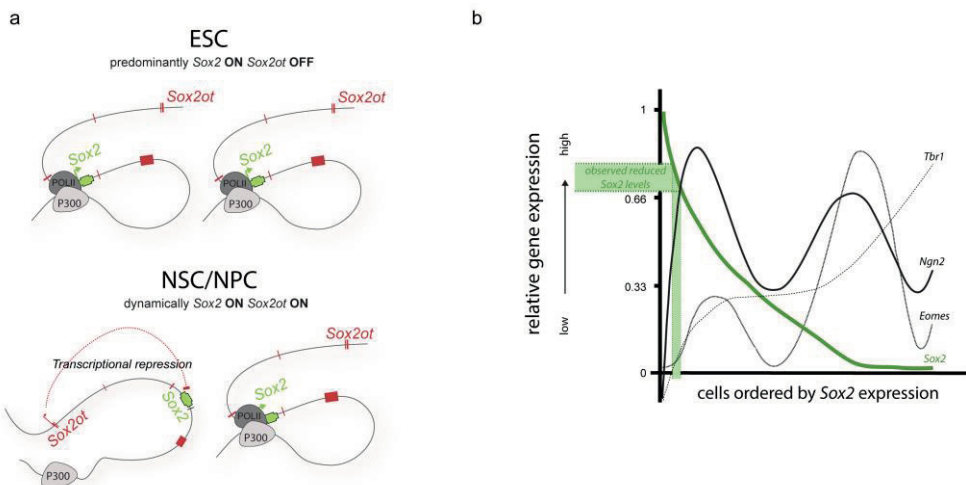 a
ESC
predominantly Sox2 ON Sox2ot OFF
Sox2ot
Sox2
POLII
P300
Sox2ot
Sox2
POLII
P300
NSC/NPC
dynamically Sox2 ON Sox2ot ON
Transcriptional repression
Sox2ot
Sox2
P300
Sox2ot
Sox2
POLII
P300
b
relative gene expression
high
low
1
0.66
0.33
0
observed reduced
Sox2 levels
Tbr1
Ngn2
Eomes
Sox2
cells ordered by Sox2 expression